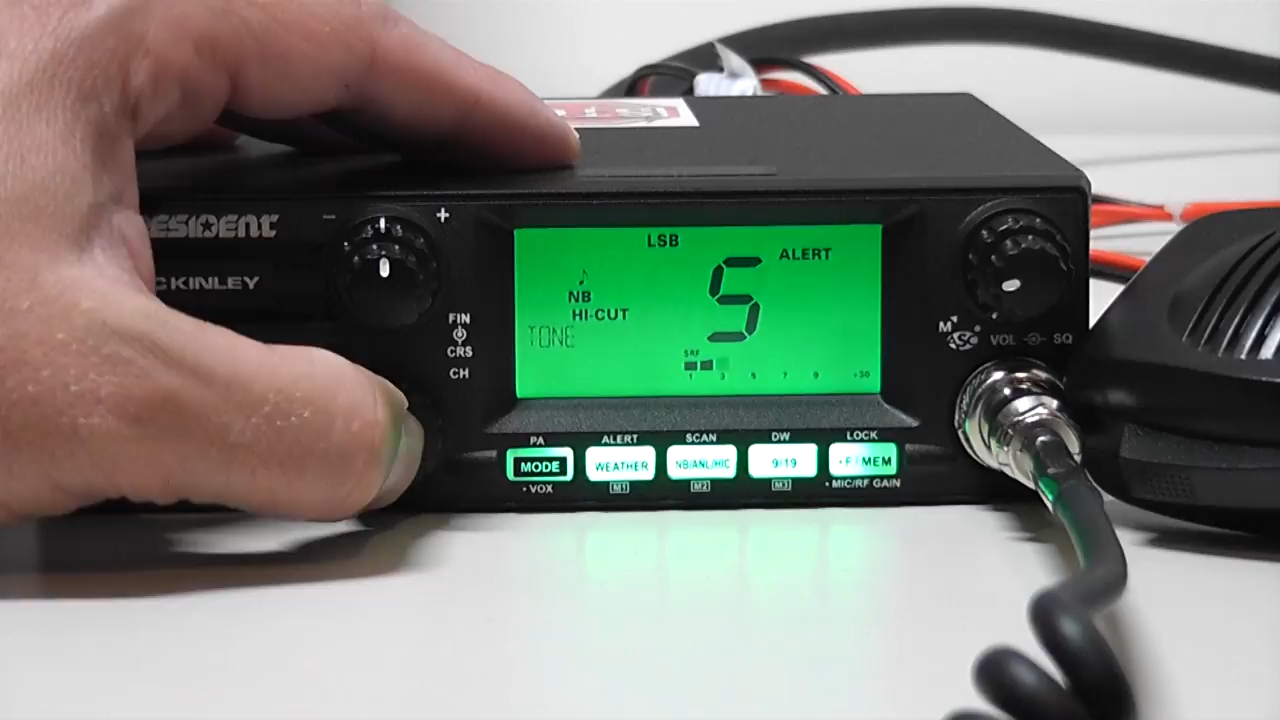 ESIDENT
CKINLEY
− +
FIN
CRS
CH
LSB
ALERT
5
NB
HI-CUT
TONE
SRF
1 3 5 7 9 +30
M ASC VOL SQ
PA ALERT SCAN DW LOCK
MODE WEATHER NB/ANL/HIC 9/19 • F / MEM
• VOX M1 M2 M3 • MIC/RF GAIN